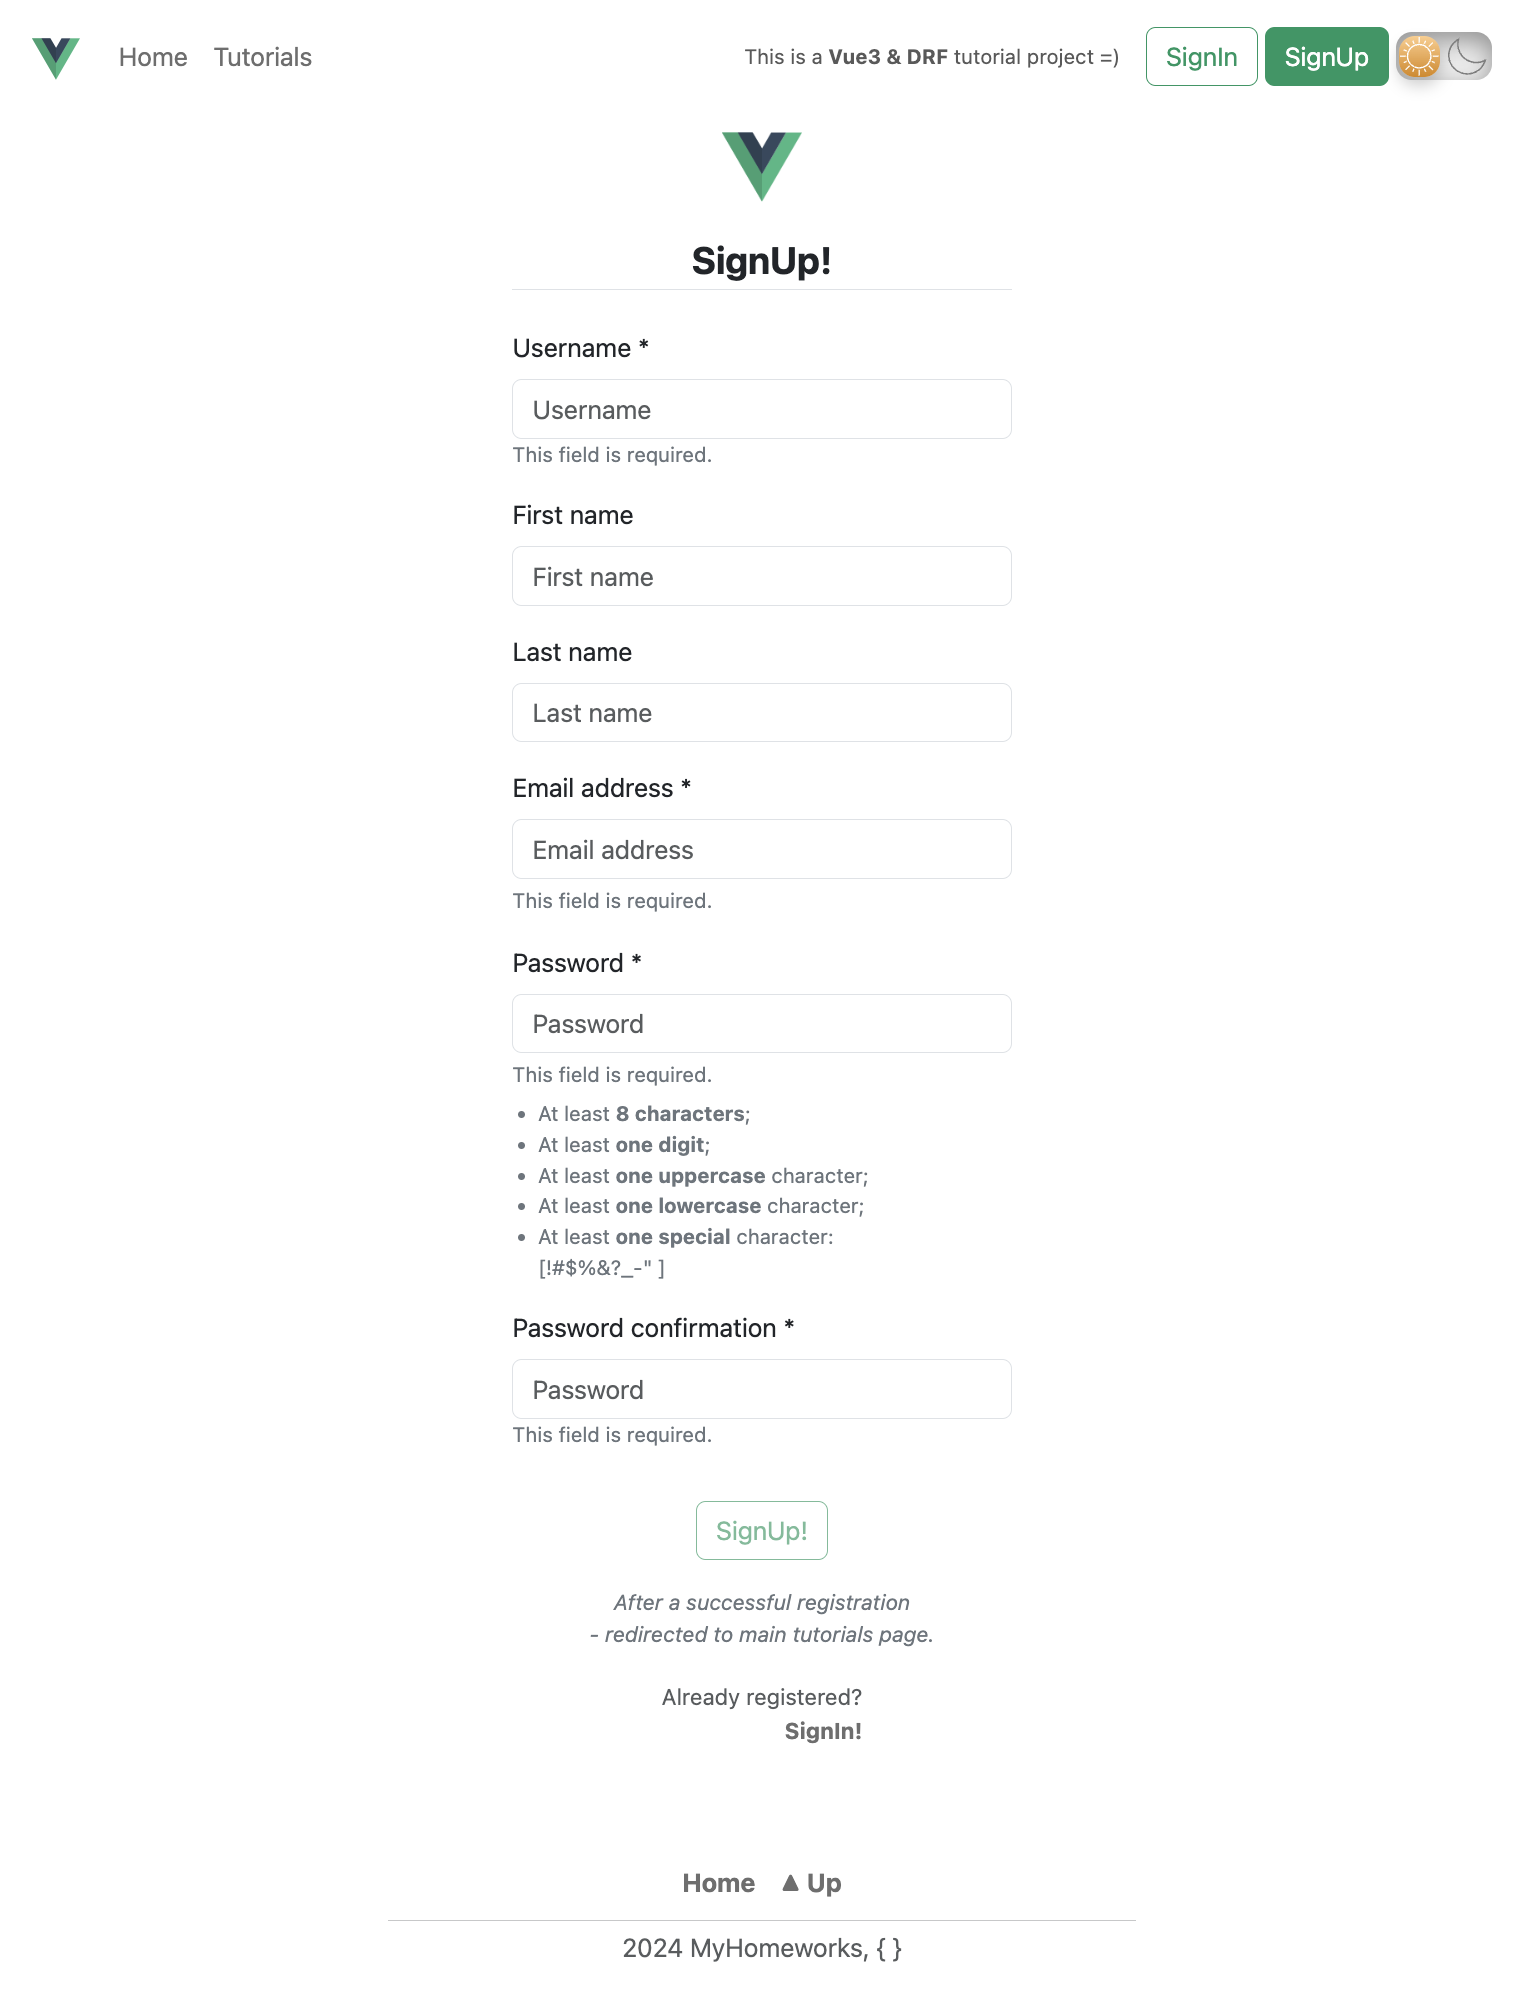 Home Tutorials This is a Vue3 & DRF tutorial project =) SignIn SignUp
SignUp!
Username *
Username
This field is required.
First name
First name
Last name
Last name
Email address *
Email address
This field is required.
Password *
Password
This field is required.
• At least 8 characters;
• At least one digit;
• At least one uppercase character;
• At least one lowercase character;
• At least one special character:
[!#$%&?_-" ]
Password confirmation *
Password
This field is required.
SignUp!
After a successful registration
- redirected to main tutorials page.
Already registered?
SignIn!
Home ▲ Up
2024 MyHomeworks, { }